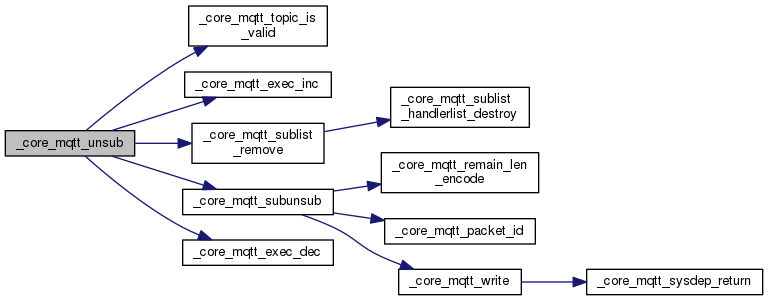 _core_mqtt_topic_is
_valid
_core_mqtt_exec_inc
_core_mqtt_sublist
_handlerlist_destroy
_core_mqtt_unsub
_core_mqtt_sublist
_remove
_core_mqtt_remain_len
_encode
_core_mqtt_subunsub
_core_mqtt_packet_id
_core_mqtt_exec_dec
_core_mqtt_write
_core_mqtt_sysdep_return